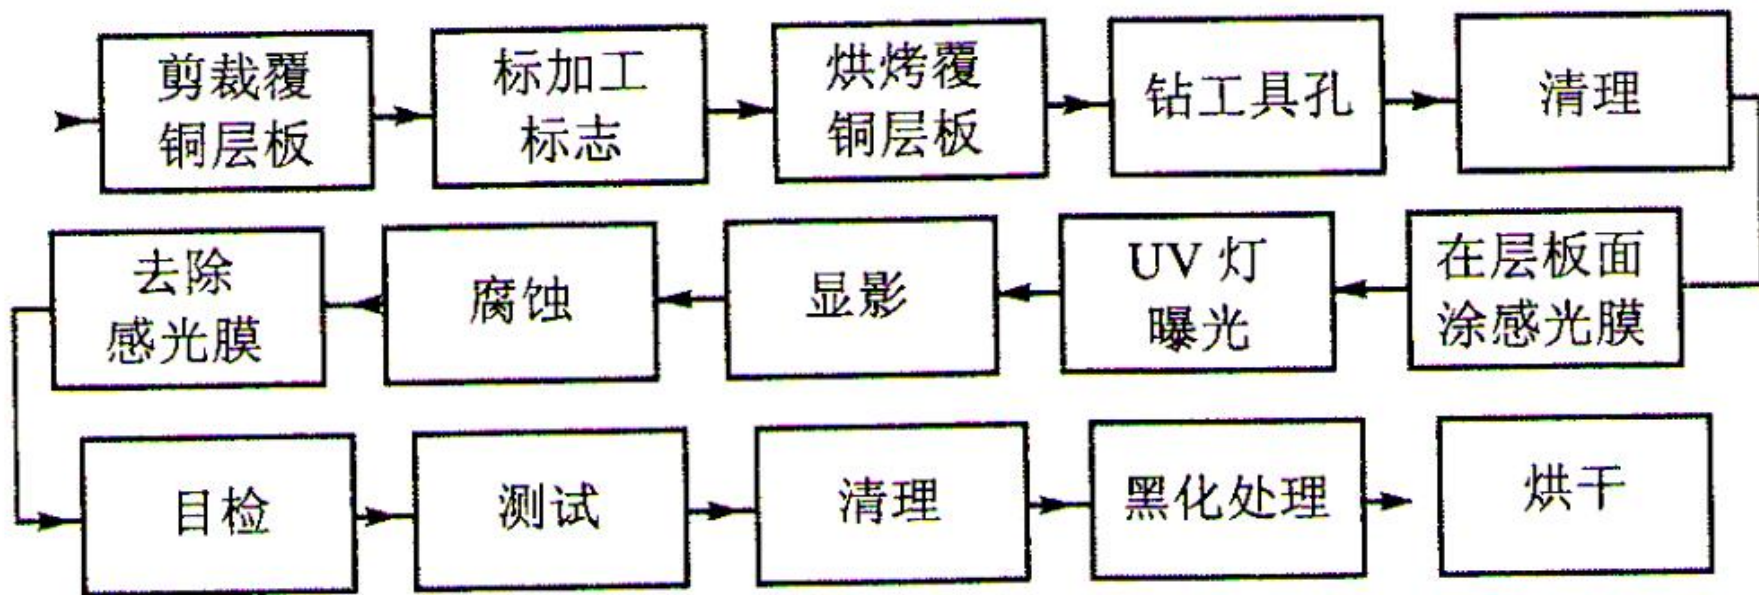 剪裁覆
铜层板
标加工
标志
烘烤覆
铜层板
钻工具孔
清理
在层板面
涂感光膜
UV 灯
曝光
显影
腐蚀
去除
感光膜
目检
测试
清理
黑化处理
烘干